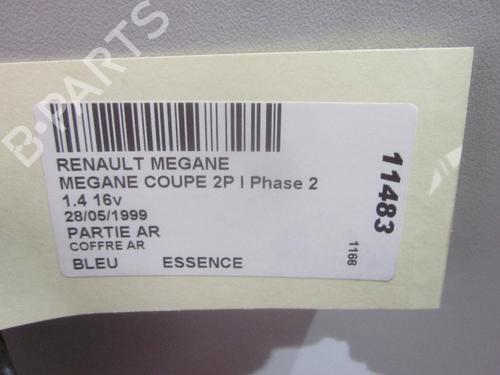 B-PARTS
RENAULT MEGANE
MEGANE COUPE 2P I Phase 2
1.4 16v
28/05/1999
PARTIE AR
COFFRE AR
BLEU ESSENCE
11483
1168